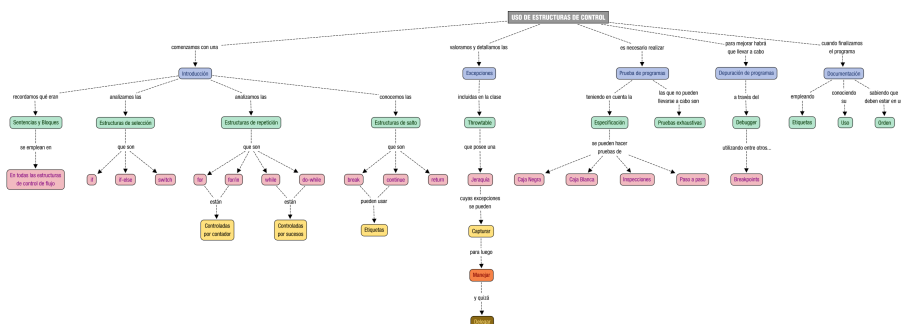 USO DE ESTRUCTURAS DE CONTROL
comenzamos con una
valoramos y detallamos las
es necesario realizar
para mejorar habrá
que llevar a cabo
cuando finalizamos
el programa
Introducción
Excepciones
Prueba de programas
Depuración de programas
Documentación
recordamos qué eran
analizamos las
analizamos las
conocemos las
incluidas en la clase
teniendo en cuenta la
las que no pueden
llevarse a cabo son
a través del
empleando
conociendo
su
sabiendo que
deben estar en un
Sentencias y Bloques
Estructuras de selección
Estructuras de repetición
Estructuras de salto
Throwtable
Especificación
Pruebas exhaustivas
Debugger
Etiquetas
Uso
Orden
se emplean en
que son
que son
que son
que posee una
se pueden hacer
pruebas de
utilizando entre otros...
En todas las estructuras
de control de flujo
if
if-else
switch
for
for/in
while
do-while
break
continue
return
Jerarquía
Caja Negra
Caja Blanca
Inspecciones
Paso a paso
Breakpoints
están
están
pueden usar
cuyas excepciones
se pueden
Controladas
por contador
Controladas
por sucesos
Etiquetas
Capturar
para luego
Manejar
y quizá
Delegar